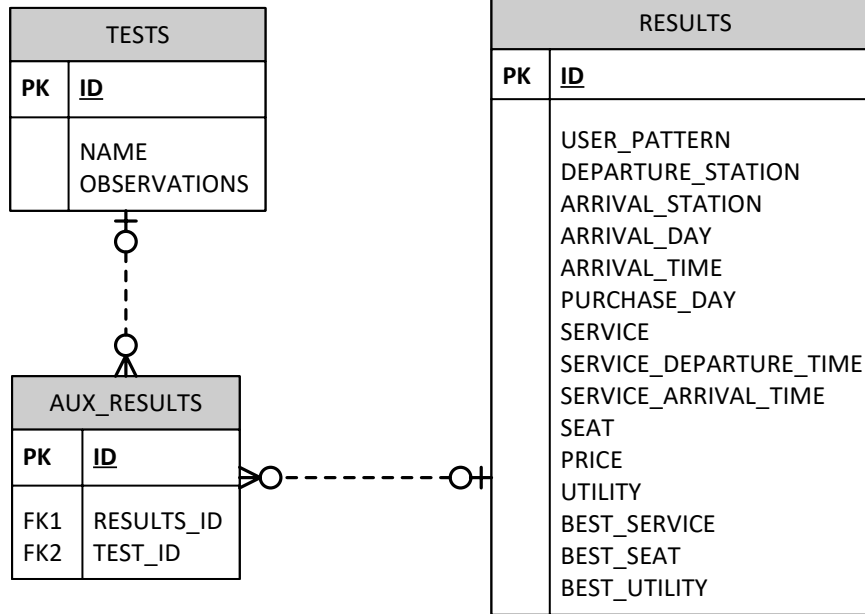 TESTS
PK ID
NAME
OBSERVATIONS
AUX_RESULTS
PK ID
FK1 RESULTS_ID
FK2 TEST_ID
RESULTS
PK ID
USER_PATTERN
DEPARTURE_STATION
ARRIVAL_STATION
ARRIVAL_DAY
ARRIVAL_TIME
PURCHASE_DAY
SERVICE
SERVICE_DEPARTURE_TIME
SERVICE_ARRIVAL_TIME
SEAT
PRICE
UTILITY
BEST_SERVICE
BEST_SEAT
BEST_UTILITY